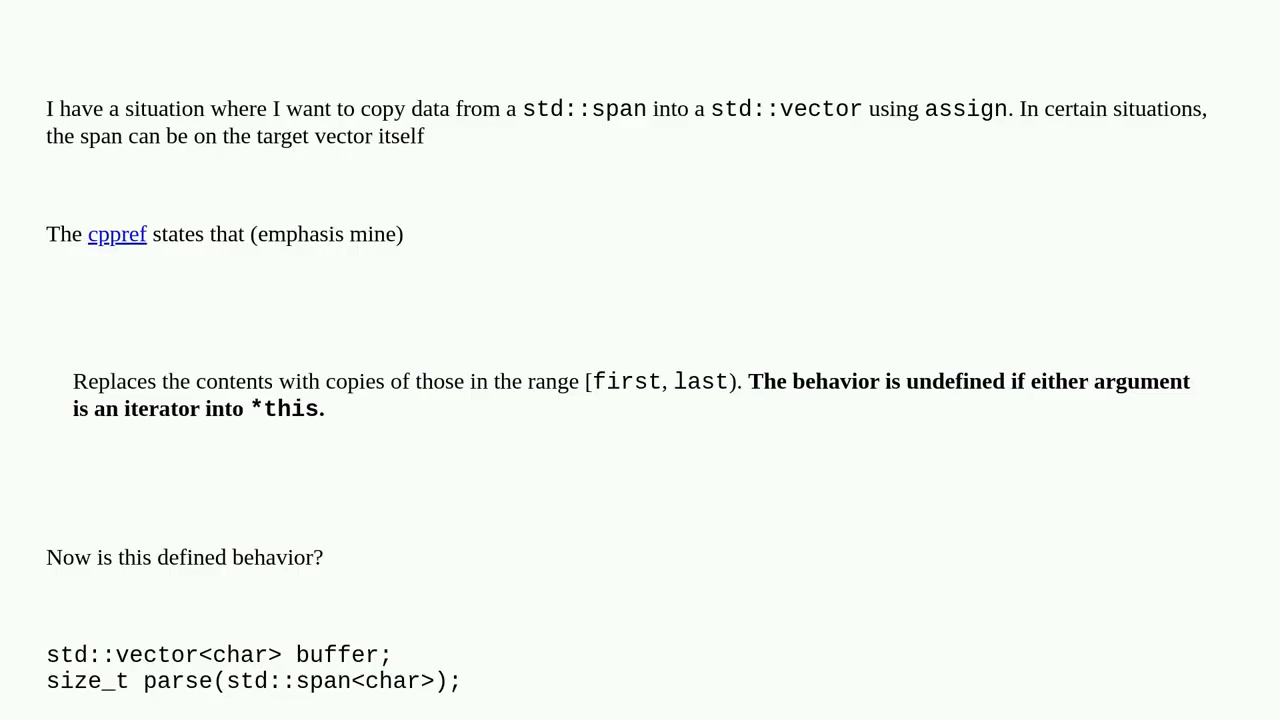 I have a situation where I want to copy data from a std::span into a std::vector using assign. In certain situations,
the span can be on the target vector itself
The cppref states that (emphasis mine)
Replaces the contents with copies of those in the range [first, last). The behavior is undefined if either argument
is an iterator into *this.
Now is this defined behavior?
std::vector<char> buffer;
size_t parse(std::span<char>);